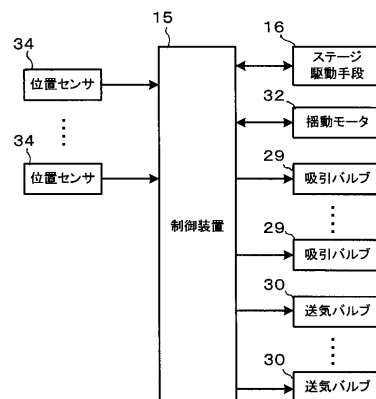 15
16
34
位置センサ
ステージ
駆動手段
32
揺動モータ
34
位置センサ
29
吸引バルブ
制御装置
29
吸引バルブ
30
送気バルブ
30
送気バルブ